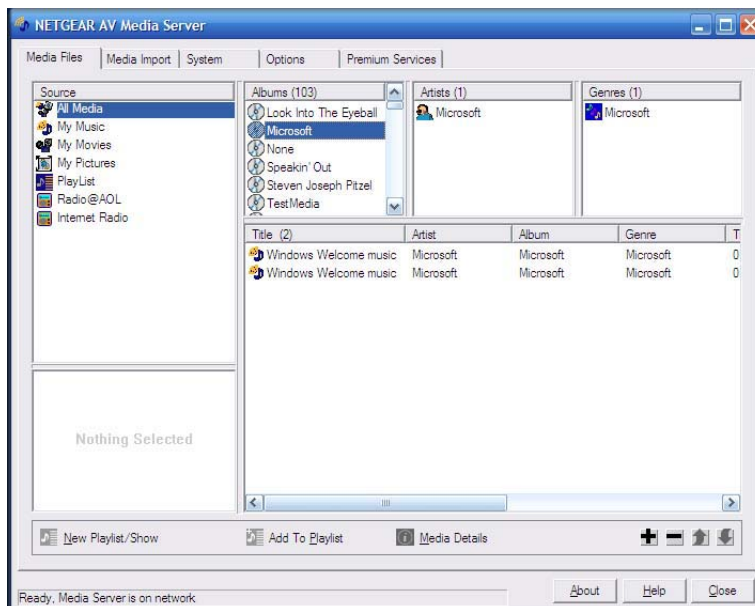 NETGEAR AV Media Server
Media Files Media Import System Options Premium Services
Source
All Media
My Music
My Movies
My Pictures
PlayList
Radio@AOL
Internet Radio
Nothing Selected
Albums (103)
Look Into The Eyeball
Microsoft
None
Speakin' Out
Steven Joseph Pitzel
TestMedia
Artists (1)
Microsoft
Genres (1)
Microsoft
Title (2) Artist Album Genre T
Windows Welcome music Microsoft Microsoft Microsoft 0
Windows Welcome music Microsoft Microsoft Microsoft 0
New Playlist/Show Add To Playlist Media Details
Ready, Media Server is on network
About Help Close